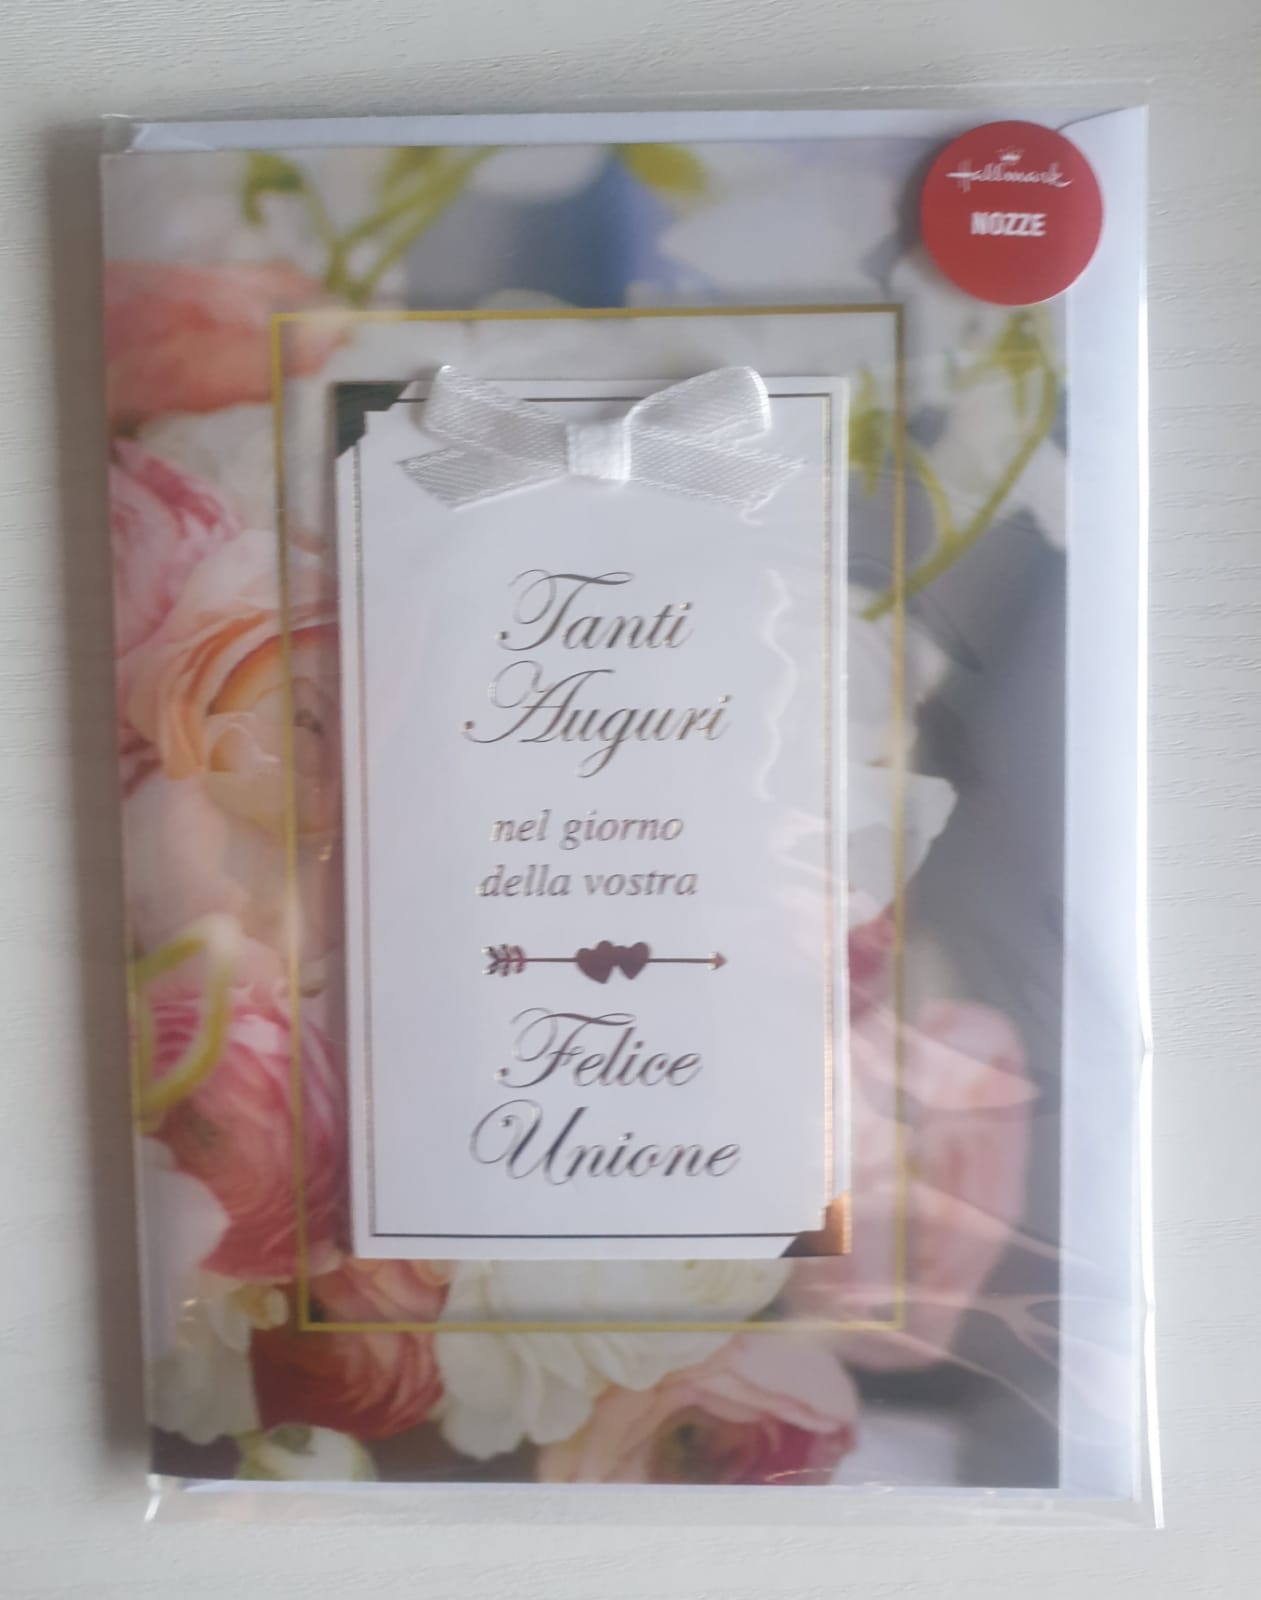 Hallmark
NOZZE
Tanti
Auguri
nel giorno
della vostra
Felice
Unione